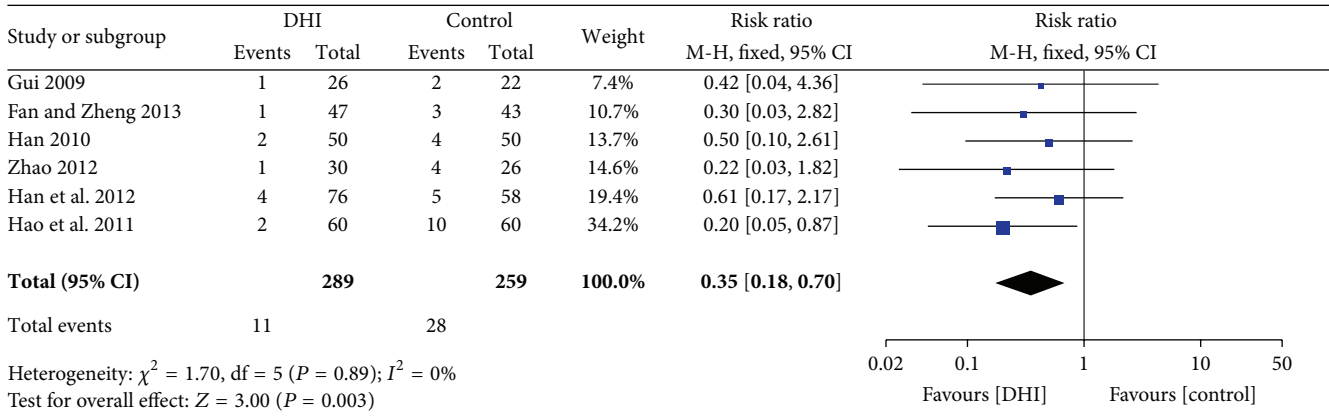 Study or subgroup DHI Control Weight Risk ratio Risk ratio
Events Total Events Total M-H, fixed, 95% CI M-H, fixed, 95% CI
Gui 2009 1 26 2 22 7.4% 0.42 [0.04, 4.36]
Fan and Zheng 2013 1 47 3 43 10.7% 0.30 [0.03, 2.82]
Han 2010 2 50 4 50 13.7% 0.50 [0.10, 2.61]
Zhao 2012 1 30 4 26 14.6% 0.22 [0.03, 1.82]
Han et al. 2012 4 76 5 58 19.4% 0.61 [0.17, 2.17]
Hao et al. 2011 2 60 10 60 34.2% 0.20 [0.05, 0.87]
Total (95% CI) 289 259 100.0% 0.35 [0.18, 0.70]
Total events 11 28
Heterogeneity: χ² = 1.70, df = 5 (P = 0.89); I² = 0%
Test for overall effect: Z = 3.00 (P = 0.003)
0.02 0.1 1 10 50
Favours [DHI] Favours [control]